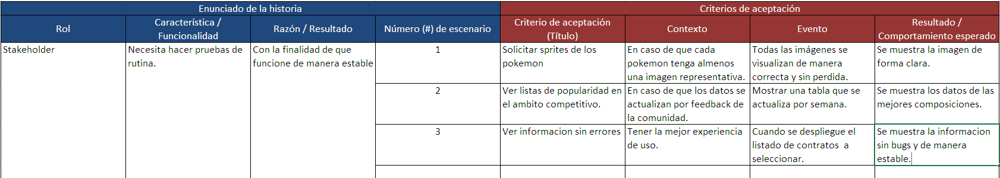 Enunciado de la historia
Criterios de aceptación
Rol
Característica /
Funcionalidad
Razón / Resultado
Número (#) de escenario
Criterio de aceptación
(Título)
Contexto
Evento
Resultado /
Comportamiento esperado
Stakeholder
Necesita hacer pruebas de
rutina.
Con la finalidad de que
funcione de manera estable
1
Solicitar sprites de los
pokemon
En caso de que cada
pokemon tenga almenos
una imagen representativa.
Todas las imágenes se
visualizan de manera
correcta y sin perdida.
Se muestra la imagen de
forma clara.
2
Ver listas de popularidad en
el ambito competitivo.
En caso de que los datos se
actualizan por feedback de
la comunidad.
Mostrar una tabla que se
actualiza por semana.
Se muestra los datos de las
mejores composiciones.
3
Ver informacion sin errores
Tener la mejor experiencia
de uso.
Cuando se despliegue el
listado de contratos  a
seleccionar.
Se muestra la informacion
sin bugs y de manera
estable.